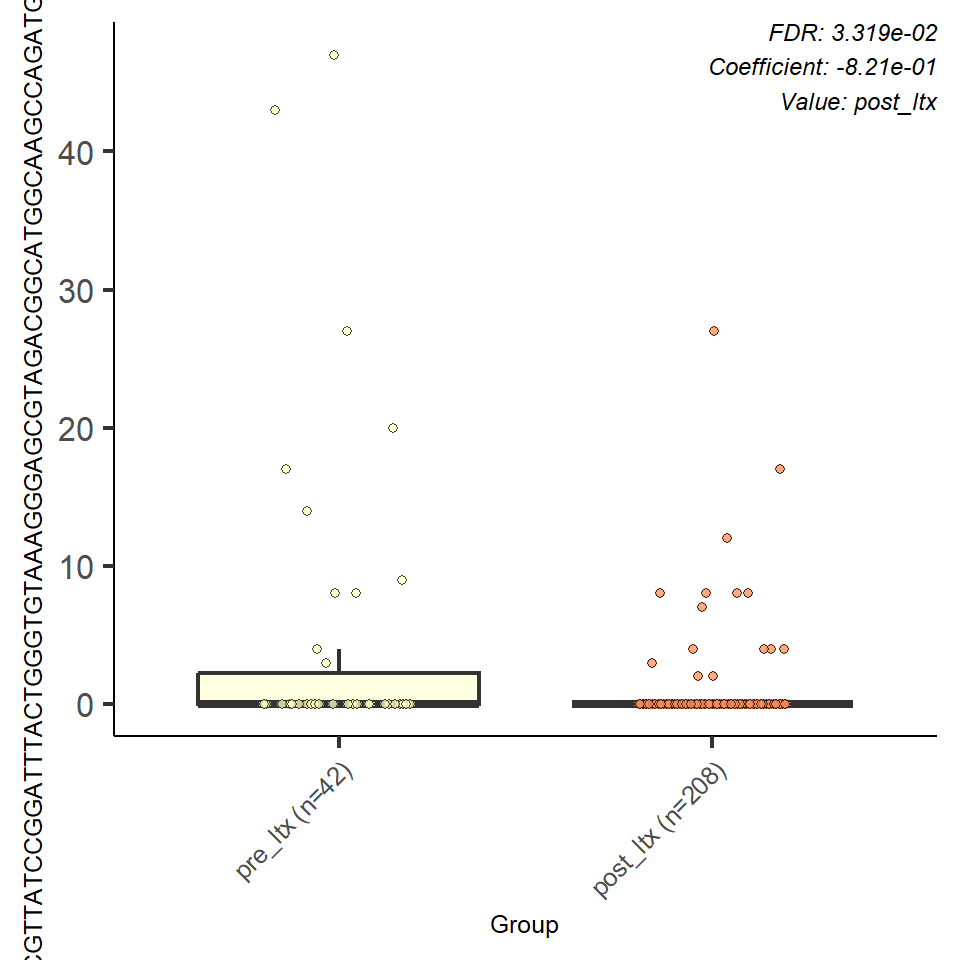 CGTTATCCGGATTTACTGGGTGTAAAGGGAGCGTAGACGGCATGGCAAGCCAGATG
FDR: 3.319e-02
Coefficient: -8.21e-01
Value: post_ltx
40
30
20
10
0
pre_ltx (n=42)
post_ltx (n=208)
Group